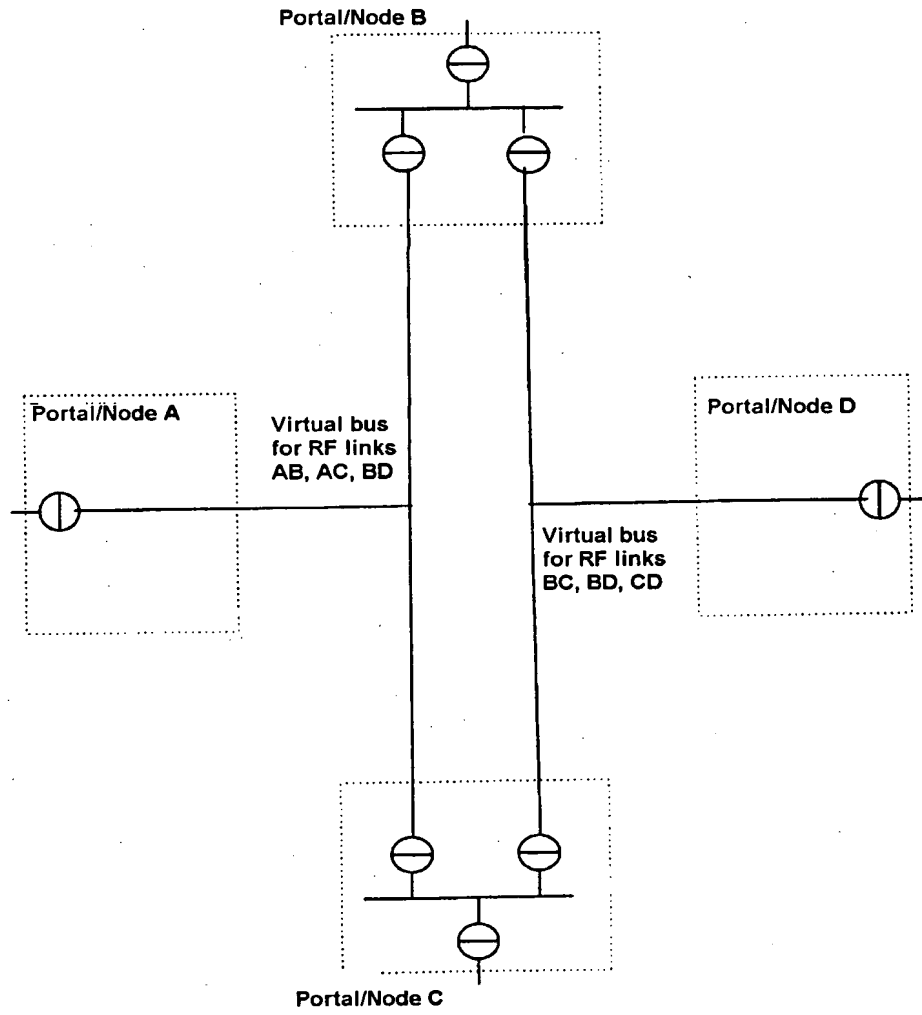 Portal/Node B
Portal/Node A
Virtual bus
for RF links
AB, AC, BD
Portal/Node D
Virtual bus
for RF links
BC, BD, CD
Portal/Node C